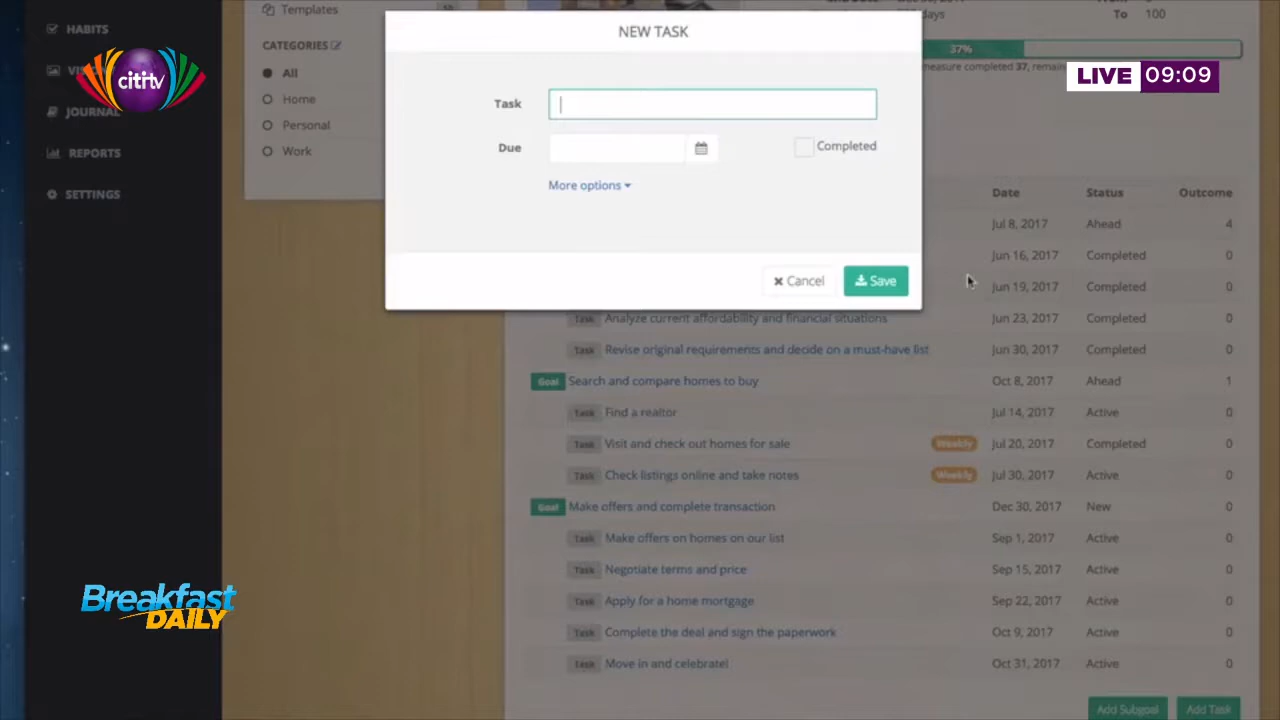 HABITS
JOURNAL
REPORTS
SETTINGS
cititv
Templates
CATEGORIES
All
Home
Personal
Work
NEW TASK
Task
Due
Completed
More options
Cancel
Save
days
To 100
37%
measure completed 37,
LIVE 09:09
Date Status Outcome
Jul 8, 2017 Ahead 4
Jun 16, 2017 Completed 0
Jun 19, 2017 Completed 0
Task Analyze current affordability and financial situations Jun 23, 2017 Completed 0
Task Revise original requirements and decide on a must-have list Jun 30, 2017 Completed 0
Goal Search and compare homes to buy Oct 8, 2017 Ahead 1
Task Find a realtor Jul 14, 2017 Active 0
Task Visit and check out homes for sale Weekly Jul 20, 2017 Completed 0
Task Check listings online and take notes Weekly Jul 30, 2017 Active 0
Goal Make offers and complete transaction Dec 30, 2017 New 0
Task Make offers on homes on our list Sep 1, 2017 Active 0
Task Negotiate terms and price Sep 15, 2017 Active 0
Task Apply for a home mortgage Sep 22, 2017 Active 0
Task Complete the deal and sign the paperwork Oct 9, 2017 Active 0
Task Move in and celebrate! Oct 31, 2017 Active 0
Add Subgoal Add Task
Breakfast
DAILY